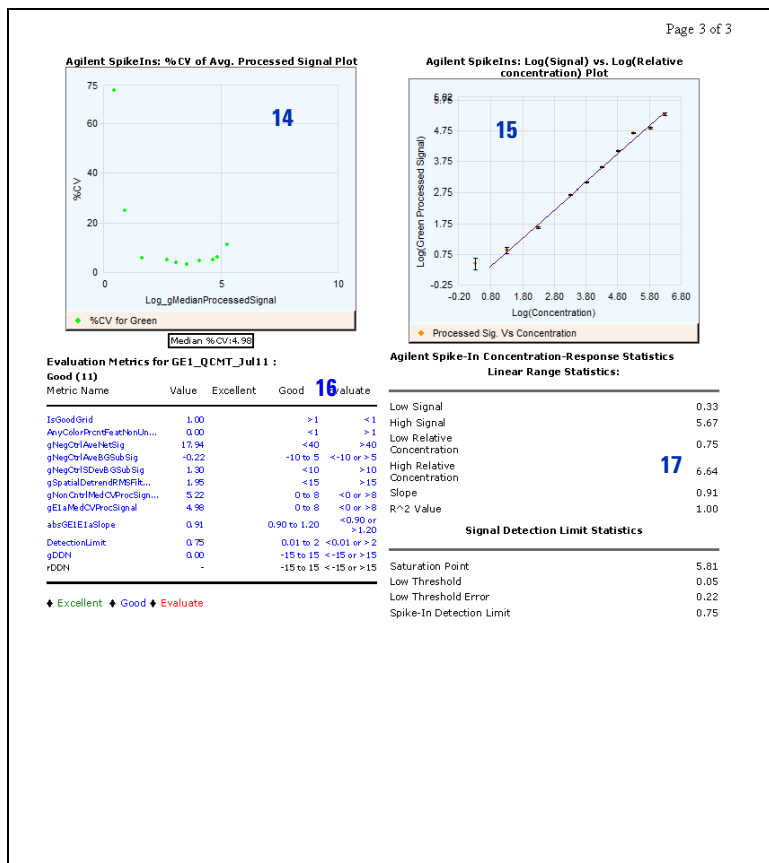 Page 3 of 3
Agilent SpikeIns: %CV of Avg. Processed Signal Plot
75
60
40
20
0
%CV
14
0 5 10
Log_gMedianProcessedSignal
%CV for Green
Median %CV:4.98
Agilent SpikeIns: Log(Signal) vs. Log(Relative
concentration) Plot
5.82
5.75
4.75
3.75
2.75
1.75
0.75
-0.25
Log(Green Processed Signal)
15
-0.20 0.80 1.80 2.80 3.80 4.80 5.80 6.80
Log(Concentration)
Processed Sig. Vs Concentration
Evaluation Metrics for GE1_QCMT_Jul11 :
Good (11)
16
Metric Name Value Excellent Good Evaluate
IsGoodGrid 1.00 >1 <1
AnyColorPrcntFeatNonUn... 0.00 <1 >1
gNegCtrlAveNetSig 17.94 <40 >40
gNegCtrlAveBGSubSig -0.22 -10 to 5 <-10 or >5
gNegCtrlSDevBGSubSig 1.30 <10 >10
gSpatialDetrendRMSFilt... 1.95 <15 >15
gNonCntrlMedCVProcSign... 5.22 0 to 8 <0 or >8
gE1aMedCVProcSignal 4.98 0 to 8 <0 or >8
absGE1E1aSlope 0.91 0.90 to 1.20 <0.90 or
>1.20
DetectionLimit 0.75 0.01 to 2 <0.01 or >2
gDDN 0.00 -15 to 15 <-15 or >15
rDDN - -15 to 15 <-15 or >15
Excellent Good Evaluate
Agilent Spike-In Concentration-Response Statistics
Linear Range Statistics:
Low Signal 0.33
High Signal 5.67
Low Relative
Concentration 0.75
High Relative
Concentration 6.64
17
Slope 0.91
R^2 Value 1.00
Signal Detection Limit Statistics
Saturation Point 5.81
Low Threshold 0.05
Low Threshold Error 0.22
Spike-In Detection Limit 0.75